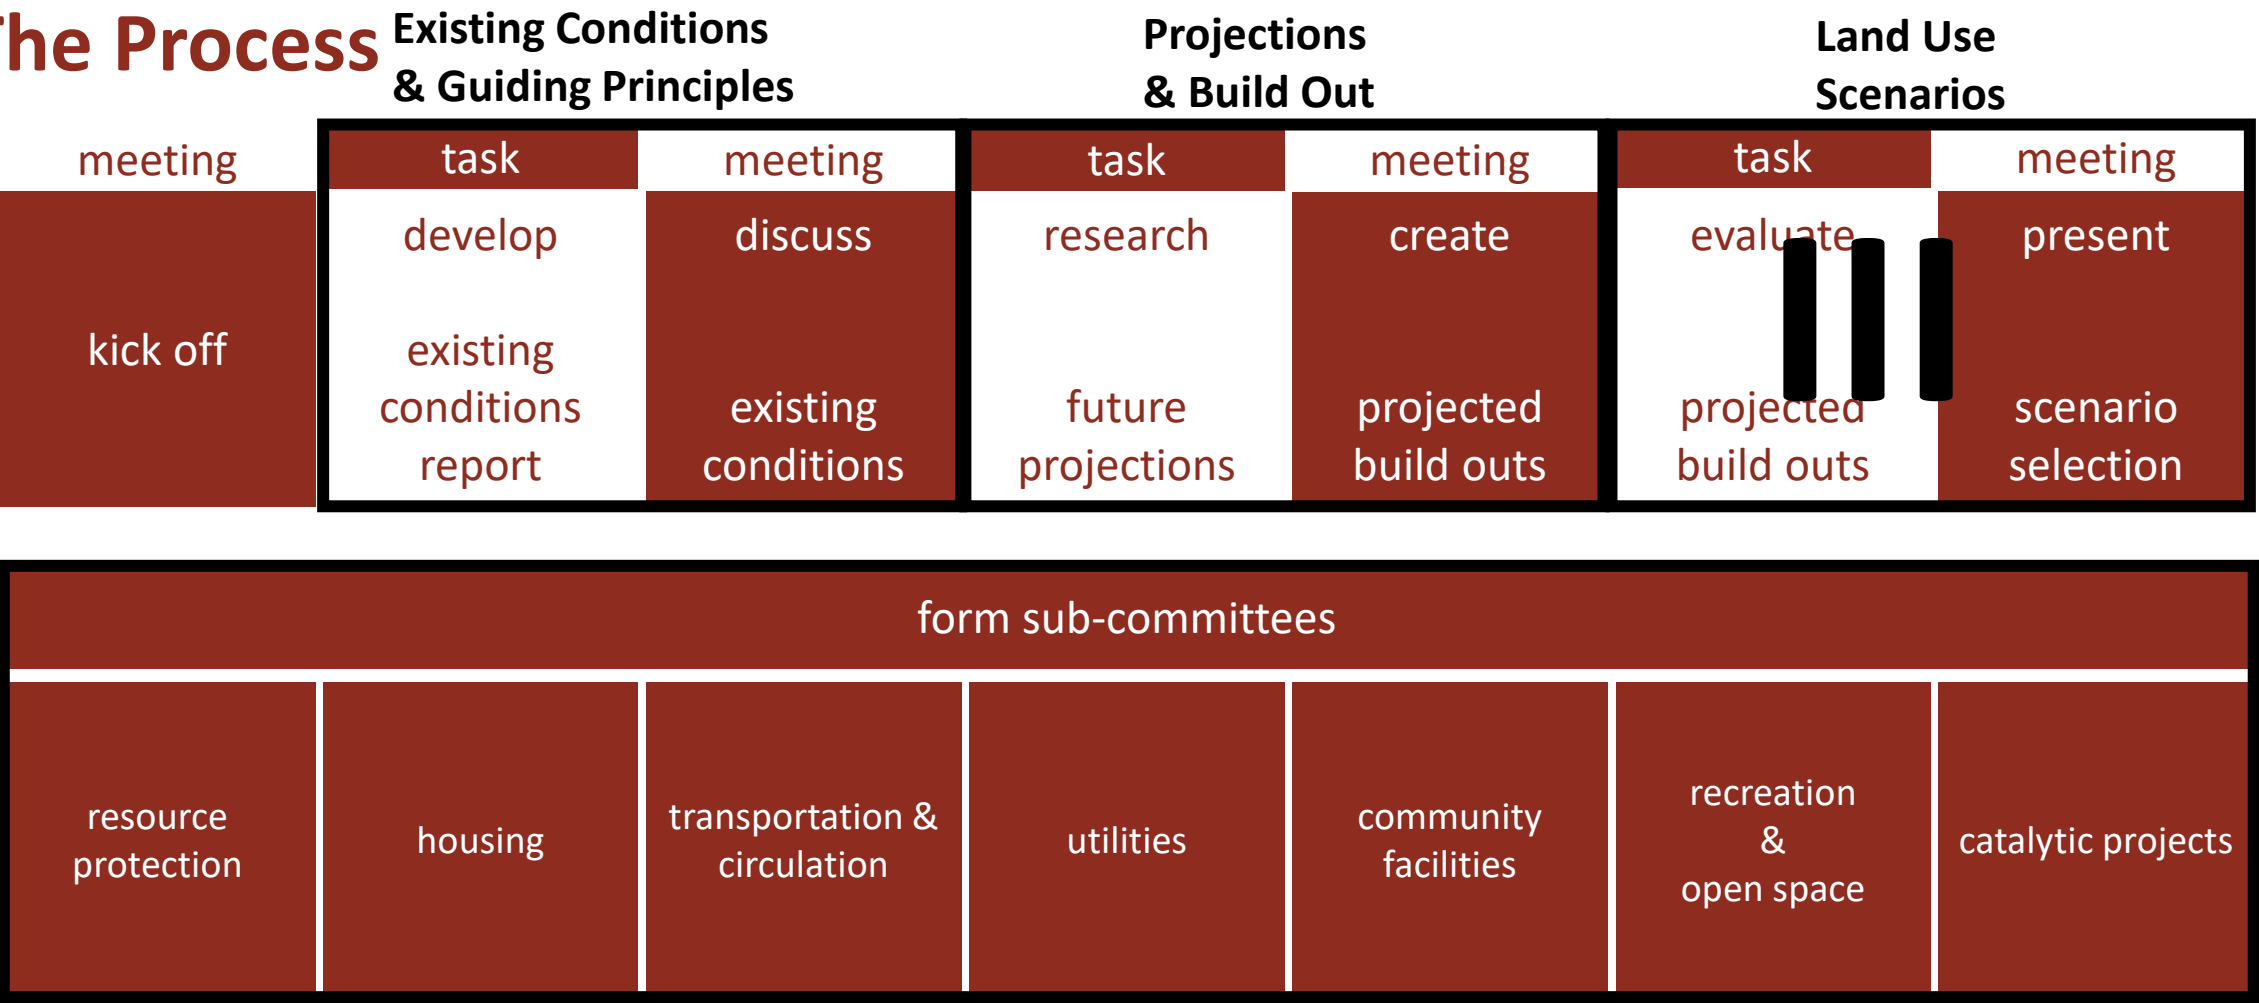 The Process
Existing Conditions
& Guiding Principles
Projections
& Build Out
Land Use
Scenarios
meeting
kick off
task
develop
existing
conditions
report
meeting
discuss
existing
conditions
task
research
future
projections
meeting
create
projected
build outs
task
evaluate
projected
build outs
meeting
present
scenario
selection
form sub-committees
resource
protection
housing
transportation &
circulation
utilities
community
facilities
recreation
&
open space
catalytic projects